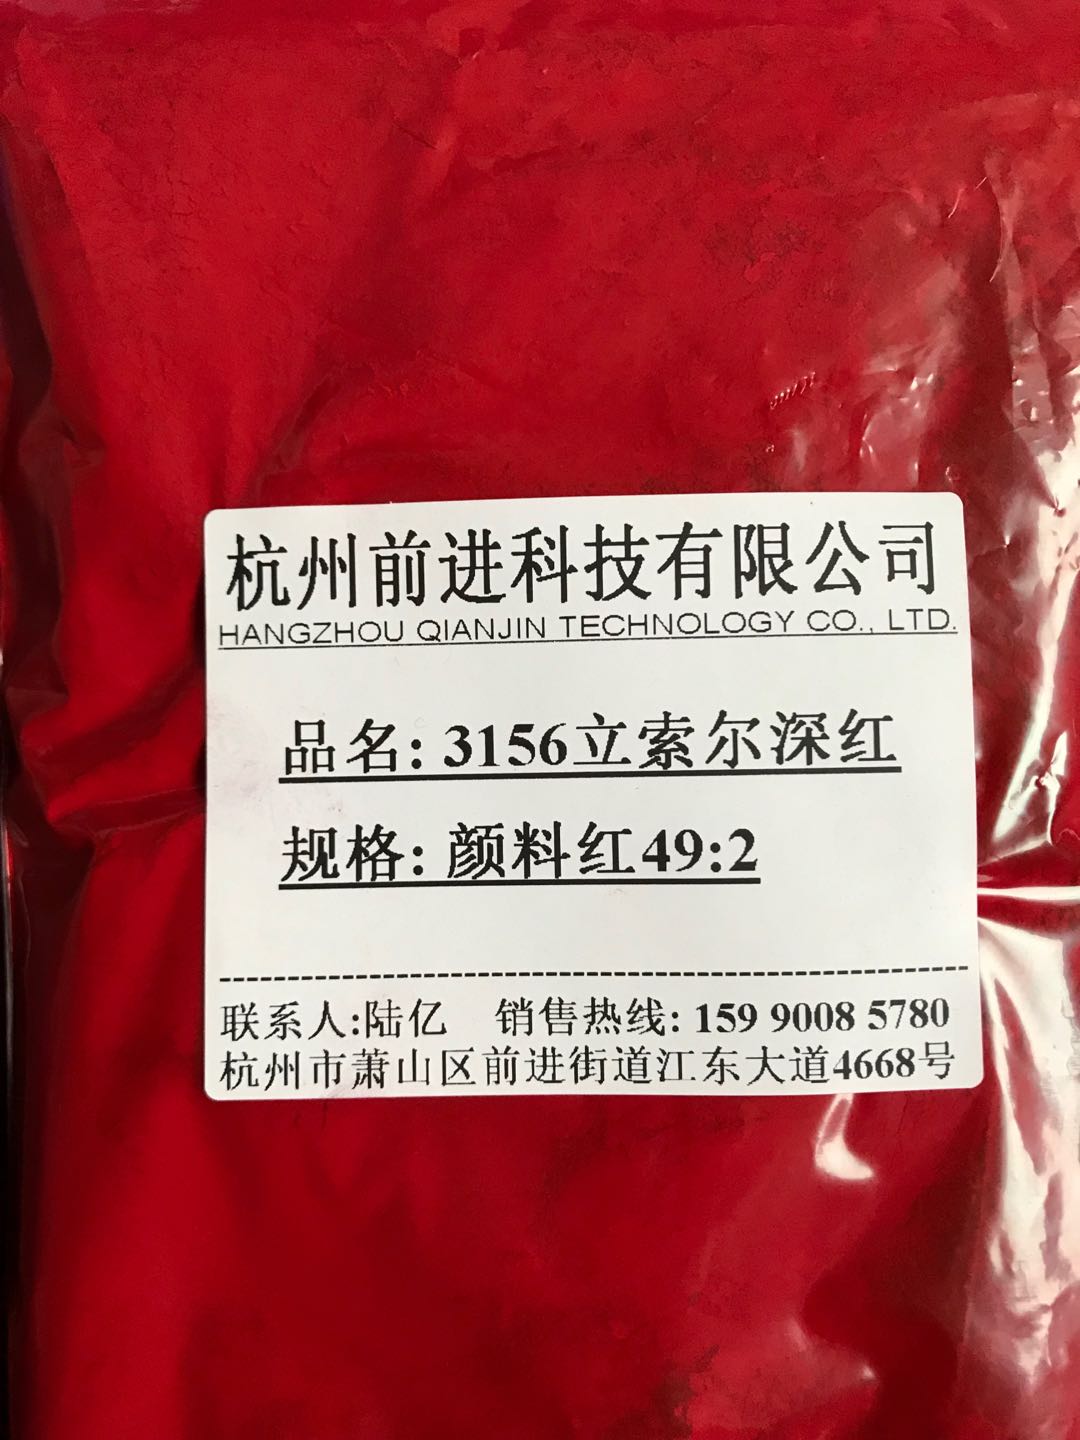 杭州前进科技有限公司
HANGZHOU QIANJIN TECHNOLOGY CO., LTD.
品名: 3156立索尔深红
规格: 颜料红49:2
联系人:陆亿 销售热线: 159 9008 5780
杭州市萧山区前进街道江东大道4668号